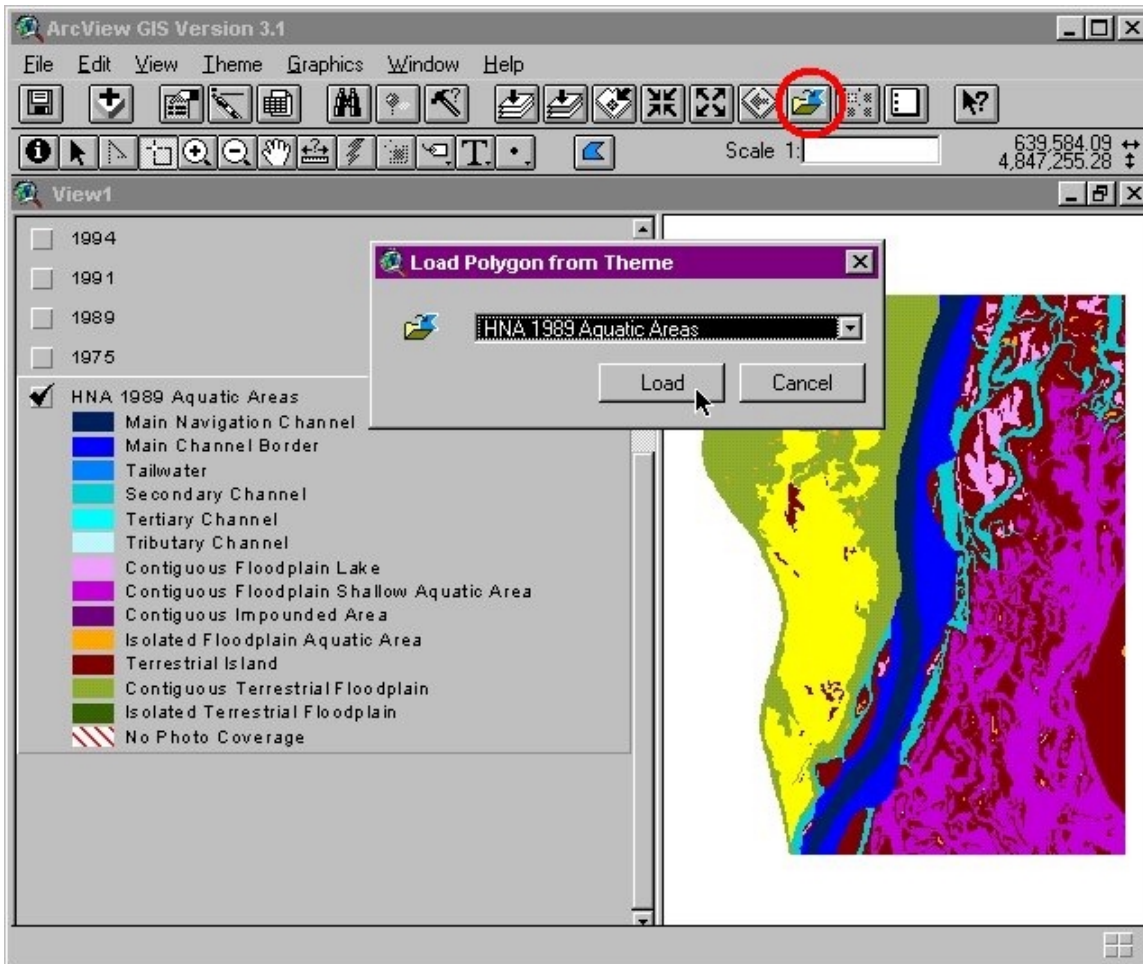 ArcView GIS Version 3.1
File Edit View Theme Graphics Window Help
Scale 1:
639,584.09
4,847,255.28
View1
1994
1991
1989
1975
HNA 1989 Aquatic Areas
Main Navigation Channel
Main Channel Border
Tailwater
Secondary Channel
Tertiary Channel
Tributary Channel
Contiguous Floodplain Lake
Contiguous Floodplain Shallow Aquatic Area
Contiguous Impounded Area
Isolated Floodplain Aquatic Area
Terrestrial Island
Contiguous Terrestrial Floodplain
Isolated Terrestrial Floodplain
No Photo Coverage
Load Polygon from Theme
HNA 1989 Aquatic Areas
Load Cancel